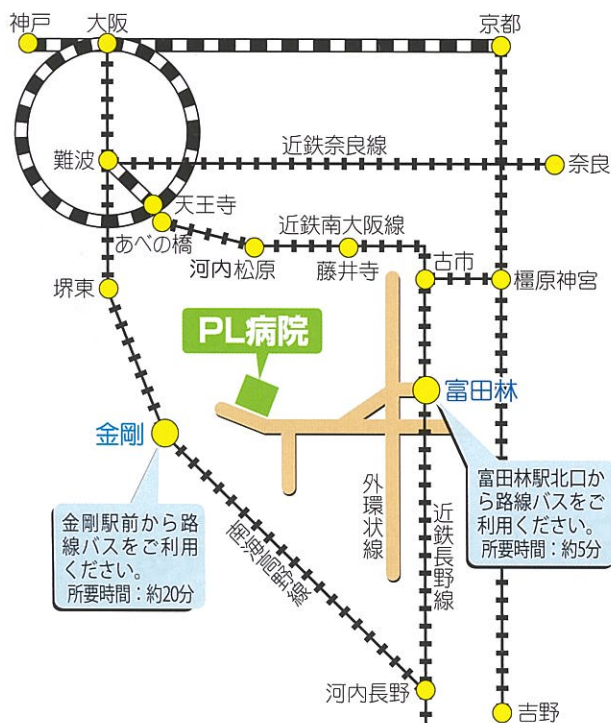 神戸
大阪
京都
難波
近鉄奈良線
奈良
天王寺
あべの橋
近鉄南大阪線
河内松原
藤井寺
古市
橿原神宮
堺東
PL病院
富田林
金剛
富田林駅北口か
ら路線バスをご
利用ください。
所要時間：約5分
金剛駅前から路
線バスをご利用
ください。
所要時間：約20分
外環状線
近鉄長野線
南海高野線
河内長野
吉野